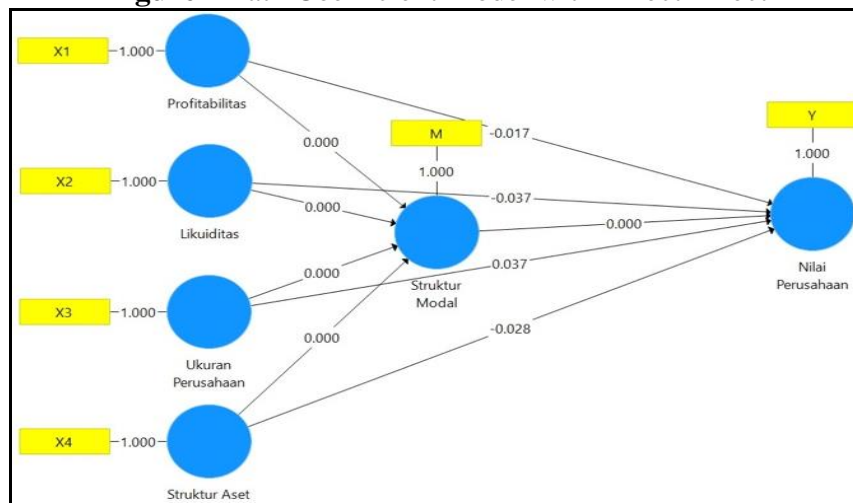 X1
1.000
Profitabilitas
M
-0.017
Y
0.000
1.000
1.000
X2
1.000
-0.037
Likuiditas
0.000
0.000
0.000
0.037
Struktur
Modal
Nilai
Perusahaan
X3
1.000
0.000
-0.028
Ukuran
Perusahaan
X4
1.000
Struktur Aset